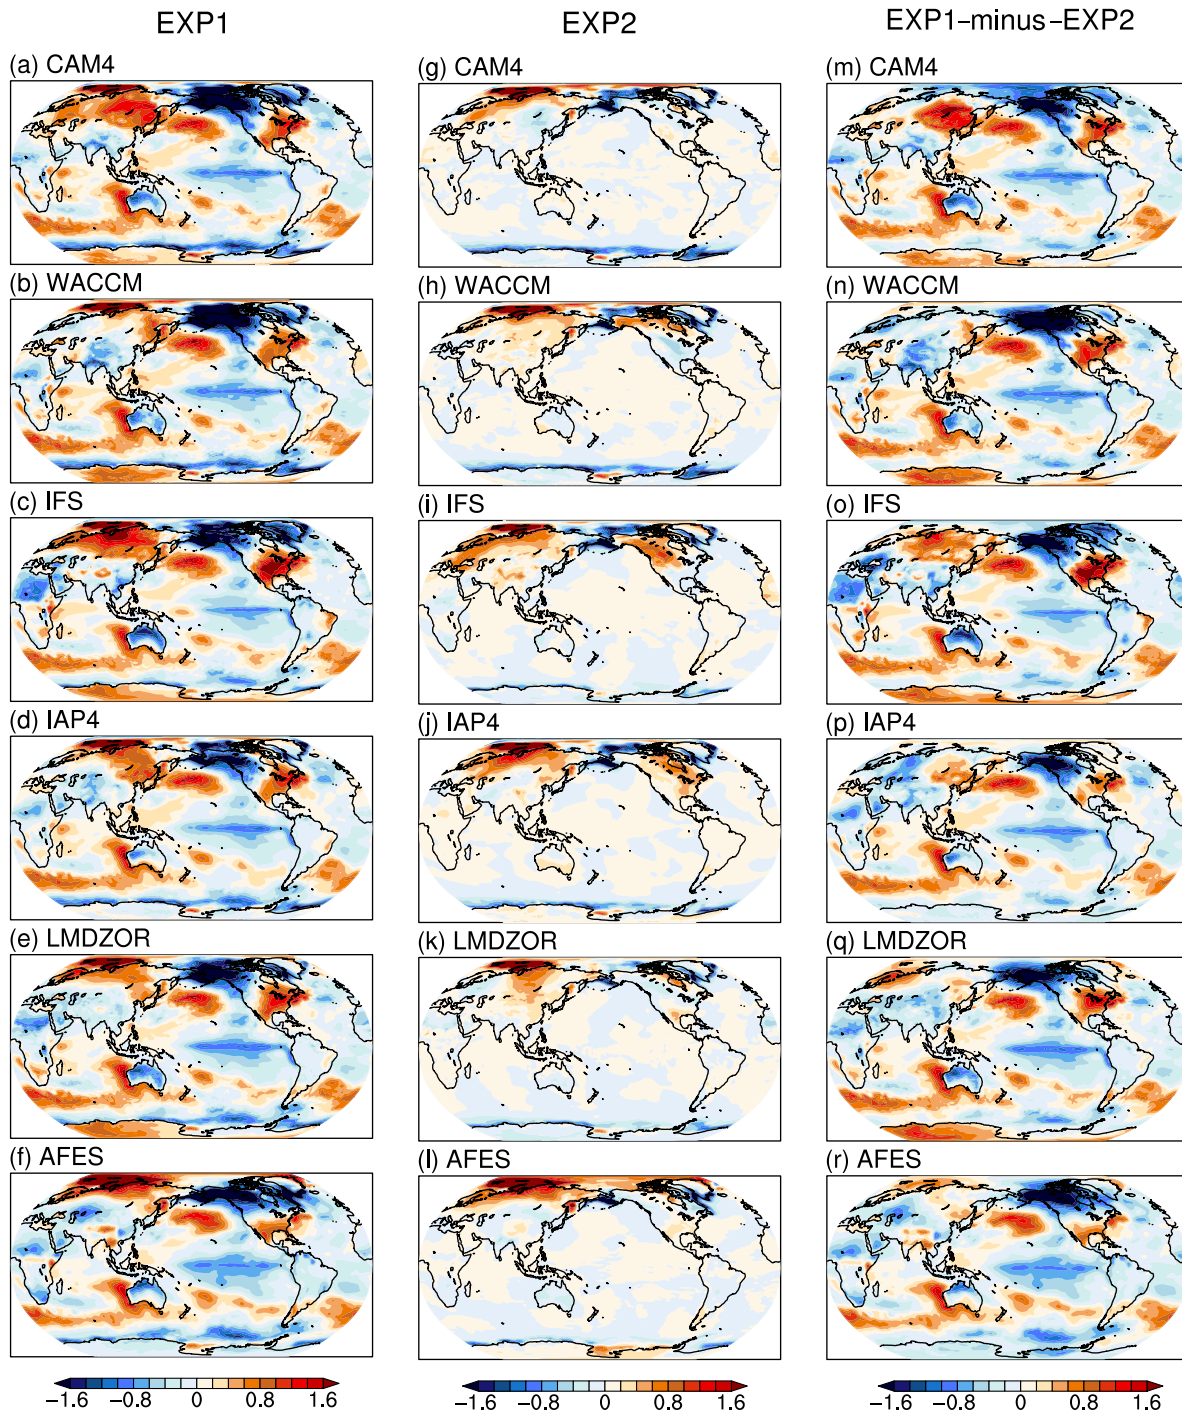 EXP1 EXP2 EXP1-minus-EXP2
(a) CAM4 (g) CAM4 (m) CAM4
(b) WACCM (h) WACCM (n) WACCM
(c) IFS (i) IFS (o) IFS
(d) IAP4 (j) IAP4 (p) IAP4
(e) LMDZOR (k) LMDZOR (q) LMDZOR
(f) AFES (l) AFES (r) AFES
−1.6 −0.8 0 0.8 1.6 −1.6 −0.8 0 0.8 1.6 −1.6 −0.8 0 0.8 1.6